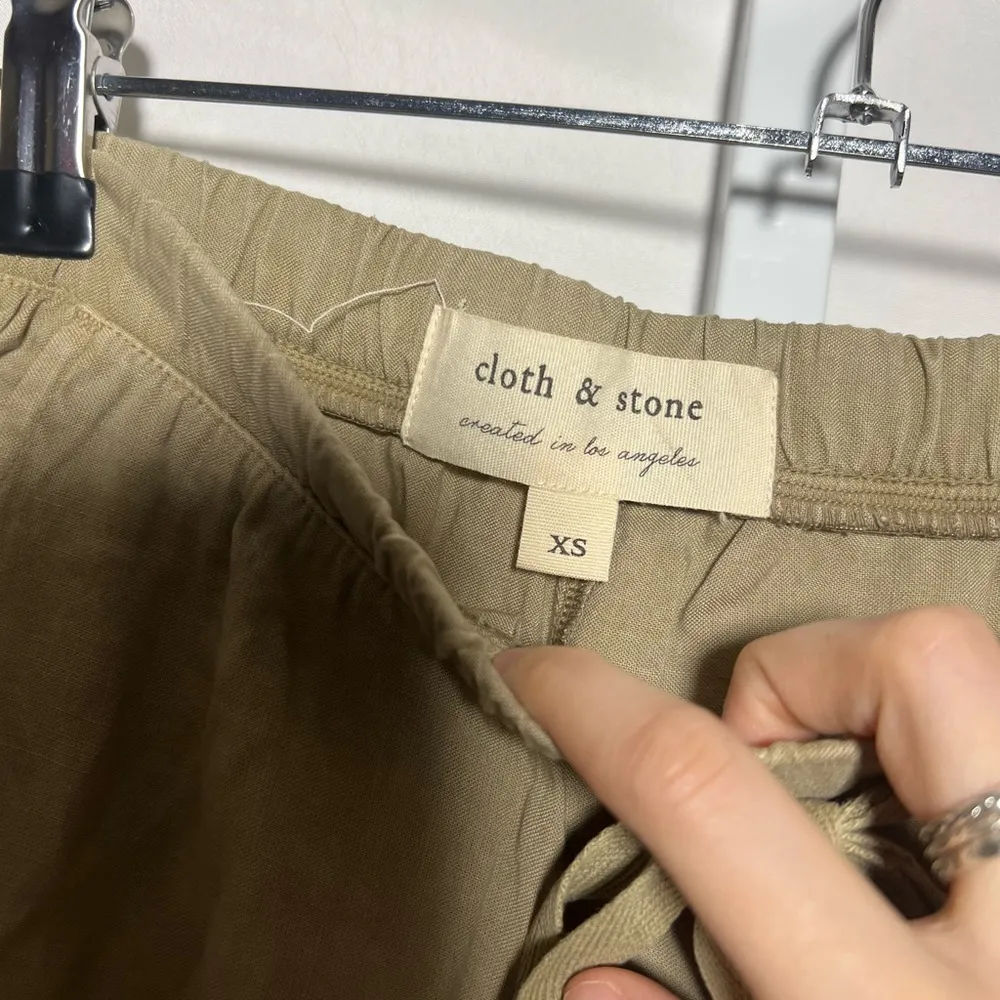 cloth & stone
created in los angeles
XS